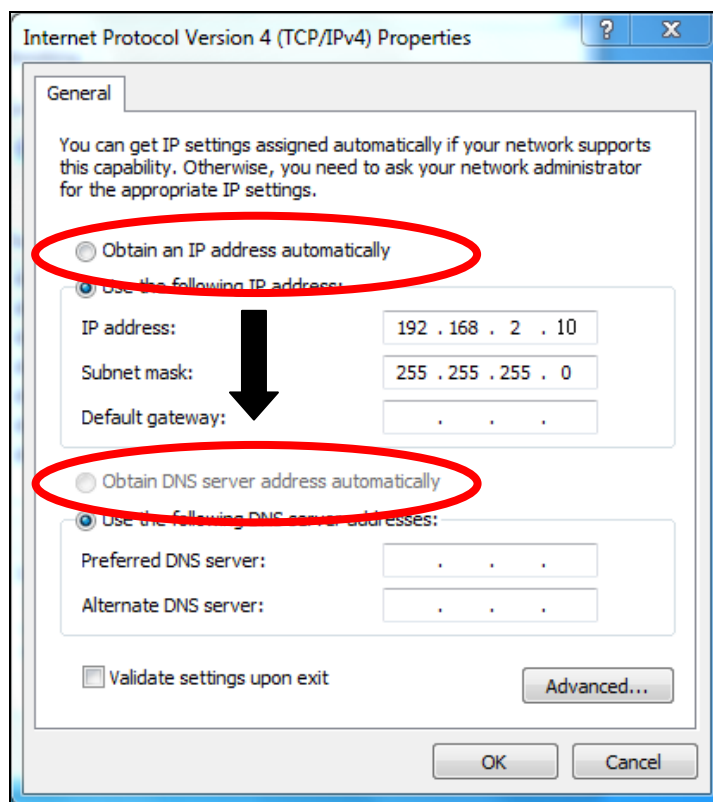 Internet Protocol Version 4 (TCP/IPv4) Properties
?
X
General
You can get IP settings assigned automatically if your network supports
this capability. Otherwise, you need to ask your network administrator
for the appropriate IP settings.
Obtain an IP address automatically
Use the following IP address:
IP address: 192 . 168 . 2 . 10
Subnet mask: 255 . 255 . 255 . 0
Default gateway: . . .
Obtain DNS server address automatically
Use the following DNS server addresses:
Preferred DNS server: . . .
Alternate DNS server: . . .
Validate settings upon exit
Advanced...
OK Cancel